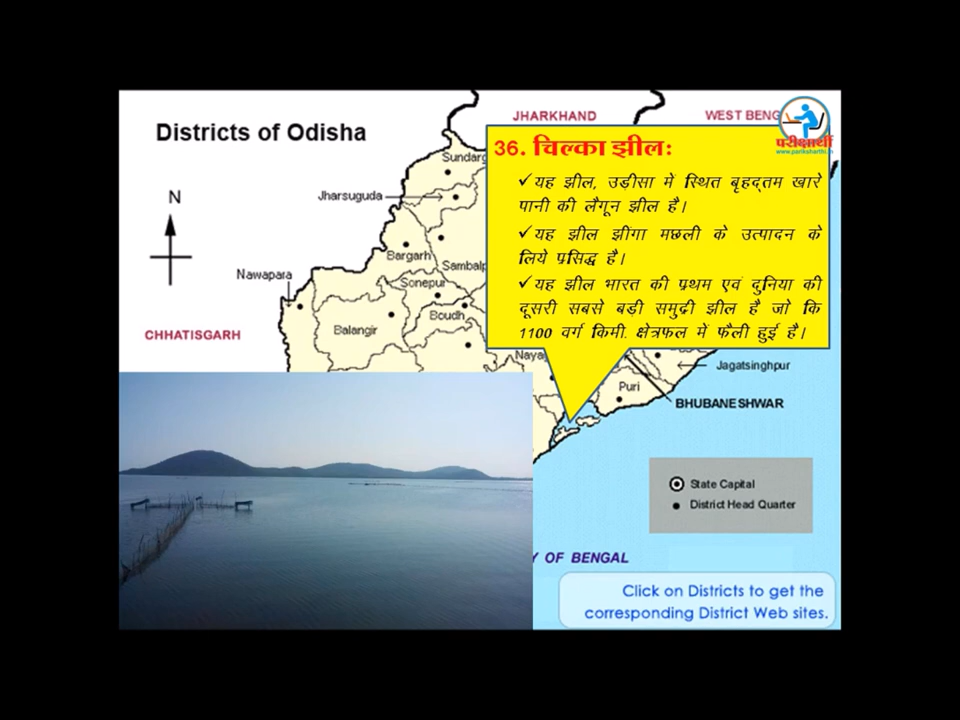 Districts of Odisha
JHARKHAND
WEST BENG
परीक्षार्थी
www.pariksharthi.in
36. चिल्का झील:
✓यह झील, उड़ीसा में स्थित बृहद्तम खारे
पानी की लैगून झील है।
✓यह झील झींगा मछली के उत्पादन के
लिये प्रसिद्ध है।
✓यह झील भारत की प्रथम एवं दुनिया की
दूसरी सबसे बड़ी समुद्री झील है जो कि
1100 वर्ग किमी. क्षेत्रफल में फैली हुई है।
N
Sundarg
Jharsuguda
Bargarh
Sambalp
Nawapara
Sonepur
Boudh
Balangir
CHHATISGARH
Naya
Jagatsinghpur
Puri
BHUBANESHWAR
State Capital
District Head Quarter
Y OF BENGAL
Click on Districts to get the
corresponding District Web sites.